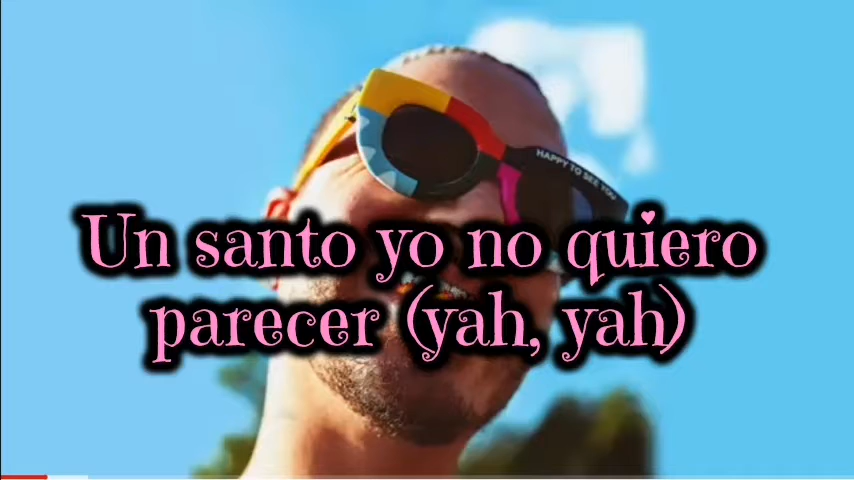 HAPPY TO SEE YOU
Un santo yo no quiero
parecer (yah, yah)